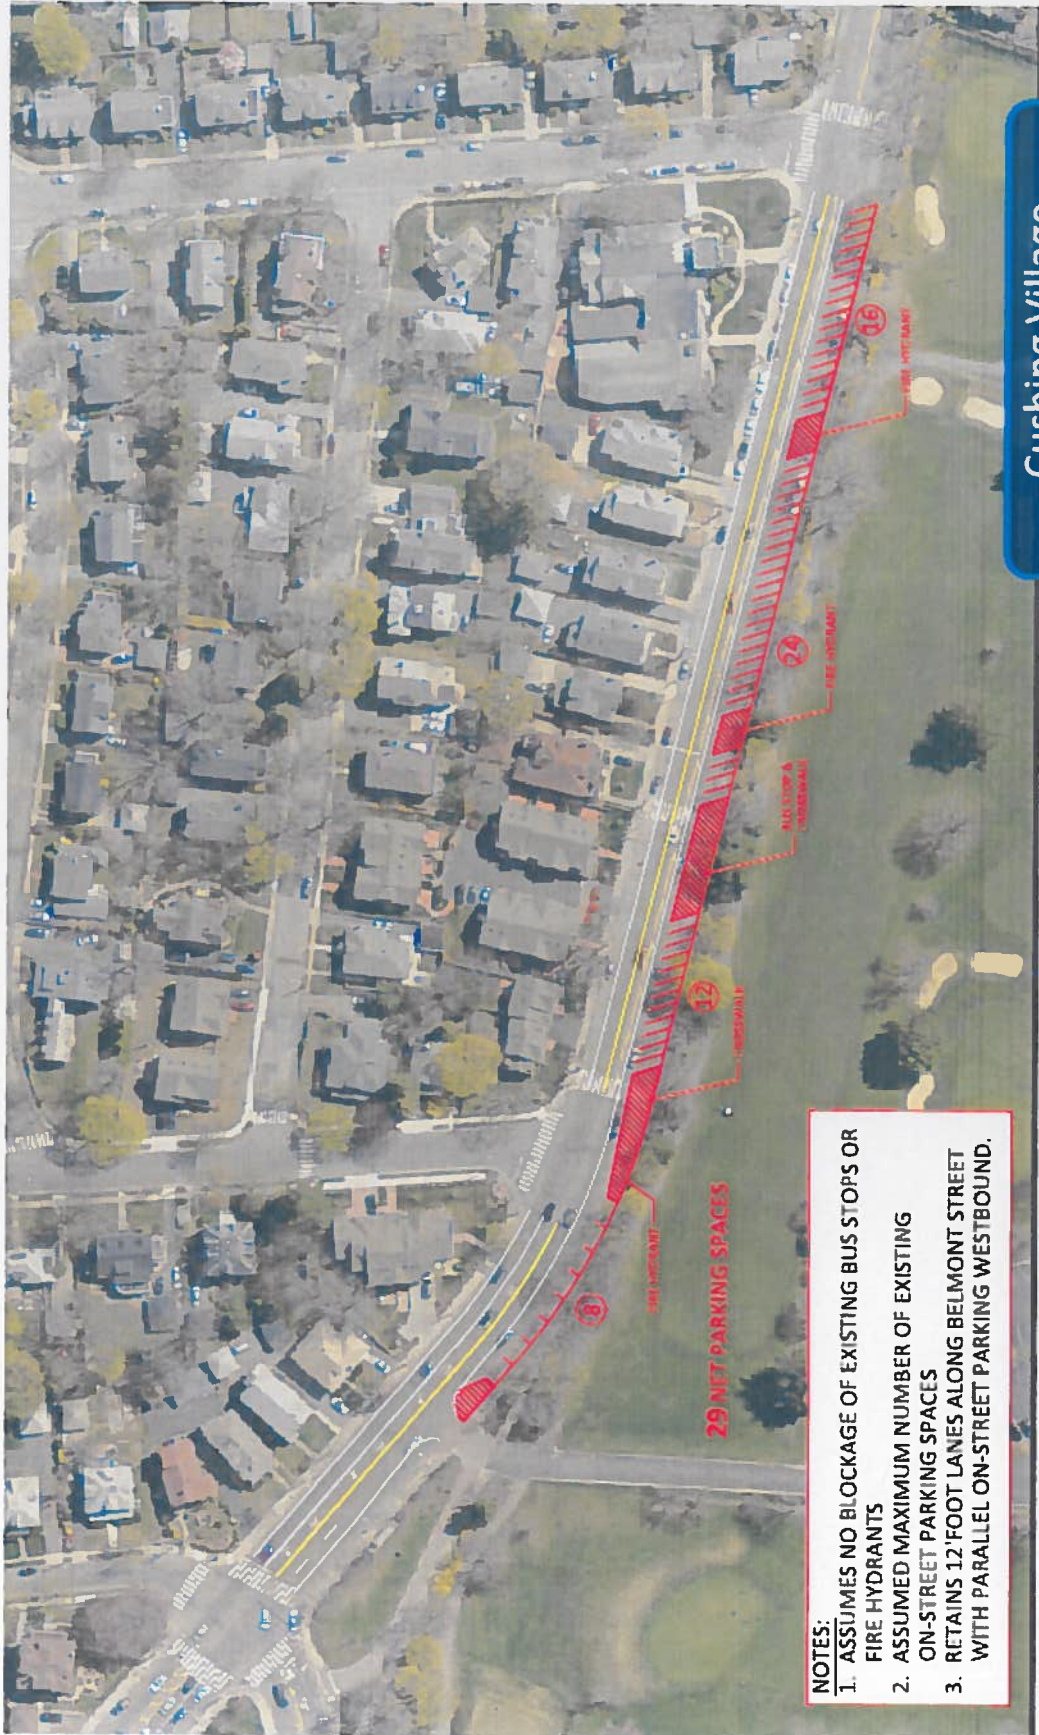 8
FIRE HYDRANT
CROSSWALK
12
BUS STOP &
CROSSWALK
24
FIRE HYDRANT
16
FIRE HYDRANT
29 NET PARKING SPACES
NOTES:
1. ASSUMES NO BLOCKAGE OF EXISTING BUS STOPS OR
FIRE HYDRANTS
2. ASSUMED MAXIMUM NUMBER OF EXISTING
ON-STREET PARKING SPACES
3. RETAINS 12'FOOT LANES ALONG BELMONT STREET
WITH PARALLEL ON-STREET PARKING WESTBOUND.
Cushing Village